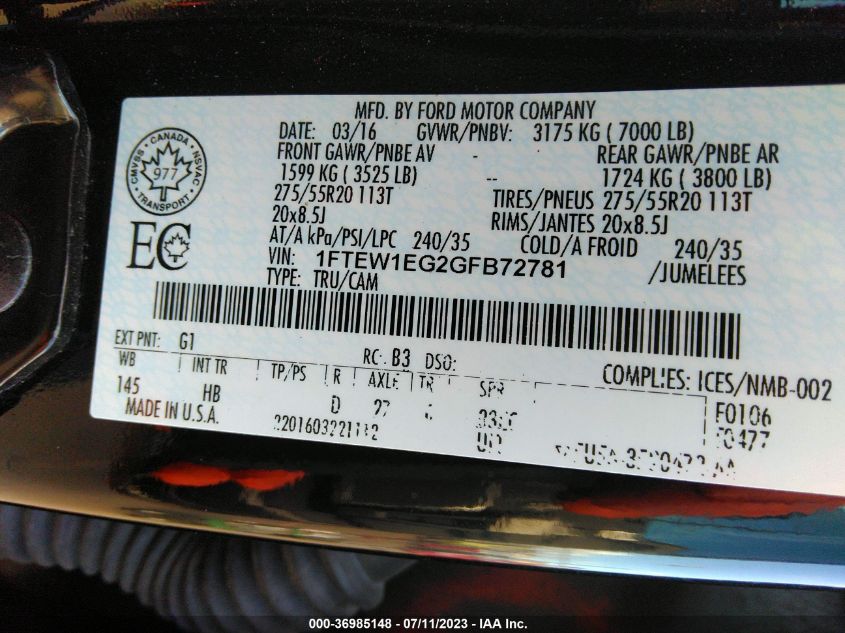 MFD. BY FORD MOTOR COMPANY
DATE: 03/16 GVWR/PNBV: 3175 KG ( 7000 LB)
FRONT GAWR/PNBE AV - REAR GAWR/PNBE AR
1599 KG ( 3525 LB) -- 1724 KG ( 3800 LB)
275/55R20 113T TIRES/PNEUS 275/55R20 113T
20x8.5J RIMS/JANTES 20x8.5J
AT/A kPa/PSI/LPC 240/35 COLD/A FROID 240/35
VIN: 1FTEW1EG2GFB72781 /JUMELEES
TYPE: TRU/CAM
CMVSS CANADA NSVAC
977
TRANSPORT
EC
EXT PNT: G1 RC: B3 DSO: COMPLIES: ICES/NMB-002
WB INT TR TP/PS R AXLE TR SPR F0106
145 HB D 27
MADE IN U.S.A.
000-36985148 - 07/11/2023 - IAA Inc.